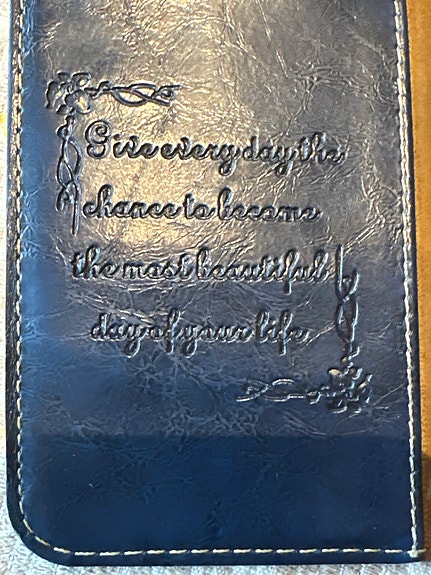 Give every day the
chance to become
the most beautiful
day of your life